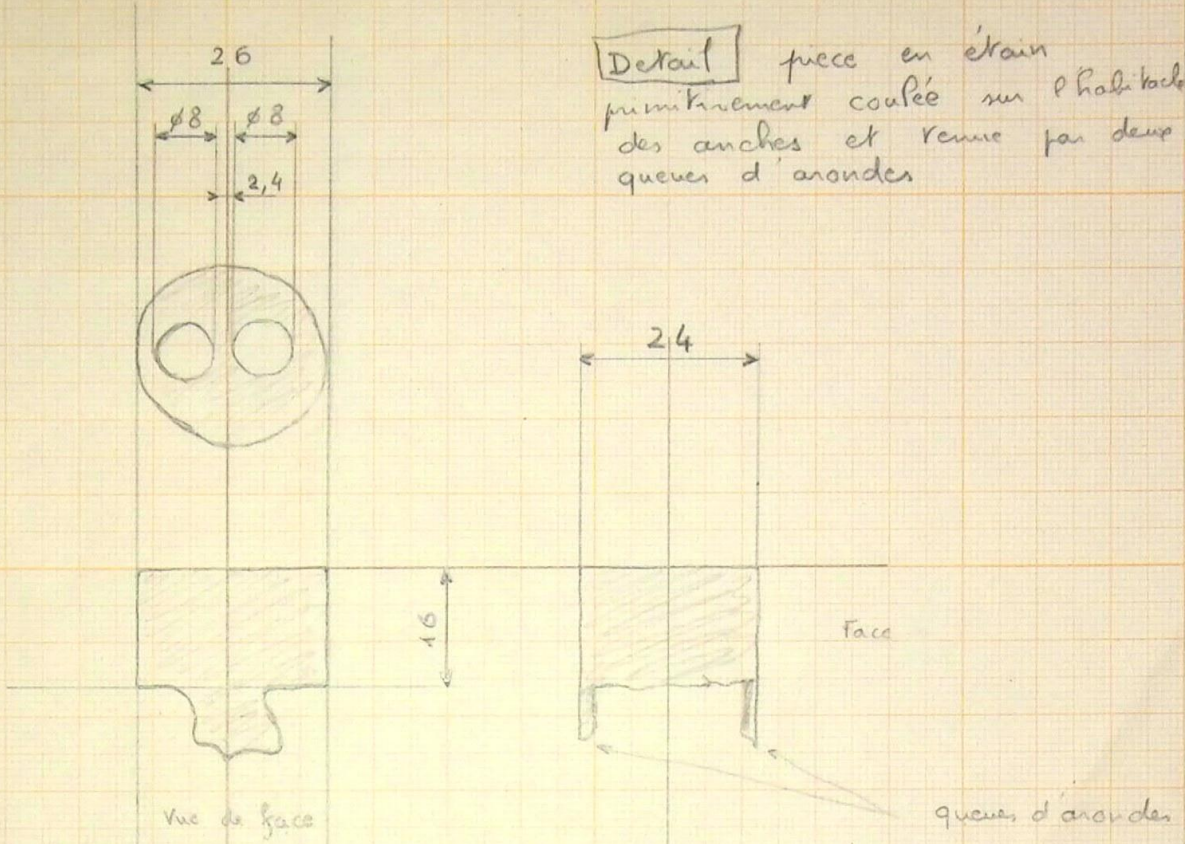 26
Detail pièce en étain
ø8 ø8
primitivement coulée sur l'habitacle
des anches et tenue par deux
2,4
queues d'arondes
24
16
Face
vue de face
queues d'arondes